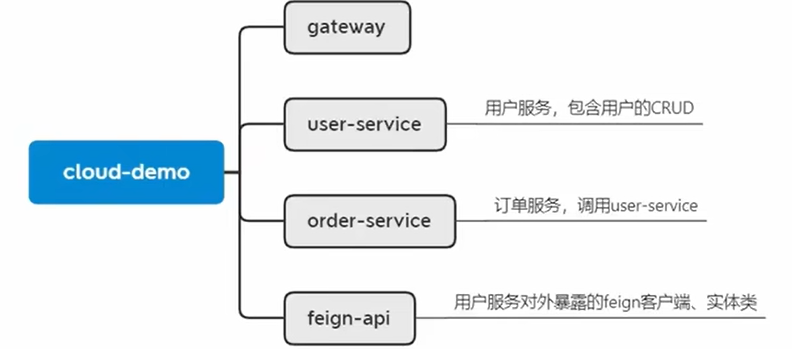 gateway
user-service
用户服务，包含用户的CRUD
cloud-demo
order-service
订单服务，调用user-service
feign-api
用户服务对外暴露的feign客户端、实体类